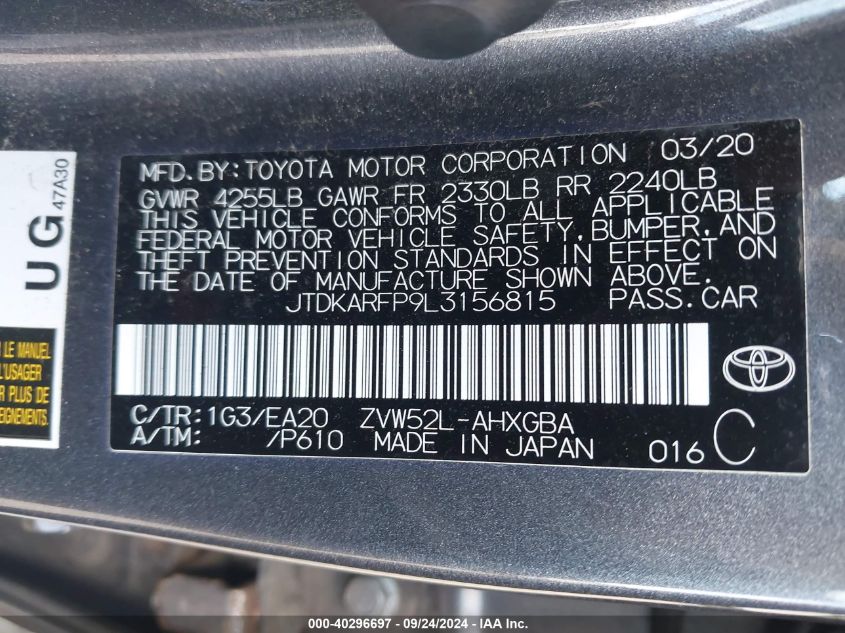 MFD. BY: TOYOTA MOTOR CORPORATION 03/20
GVWR 4255LB GAWR FR 2330LB RR 2240LB
THIS VEHICLE CONFORMS TO ALL APPLICABLE
FEDERAL MOTOR VEHICLE SAFETY, BUMPER, AND
THEFT PREVENTION STANDARDS IN EFFECT ON
THE DATE OF MANUFACTURE SHOWN ABOVE.
JTDKARFP9L3156815 PASS. CAR
C/TR: 1G3/EA20 ZVW52L-AHXGBA
A/TM: /P610 MADE IN JAPAN 016 C
UG
47A30
LE MANUEL
L'USAGER
R PLUS DE
EIGNEMENTS.
000-40296697 - 09/24/2024 - IAA Inc.